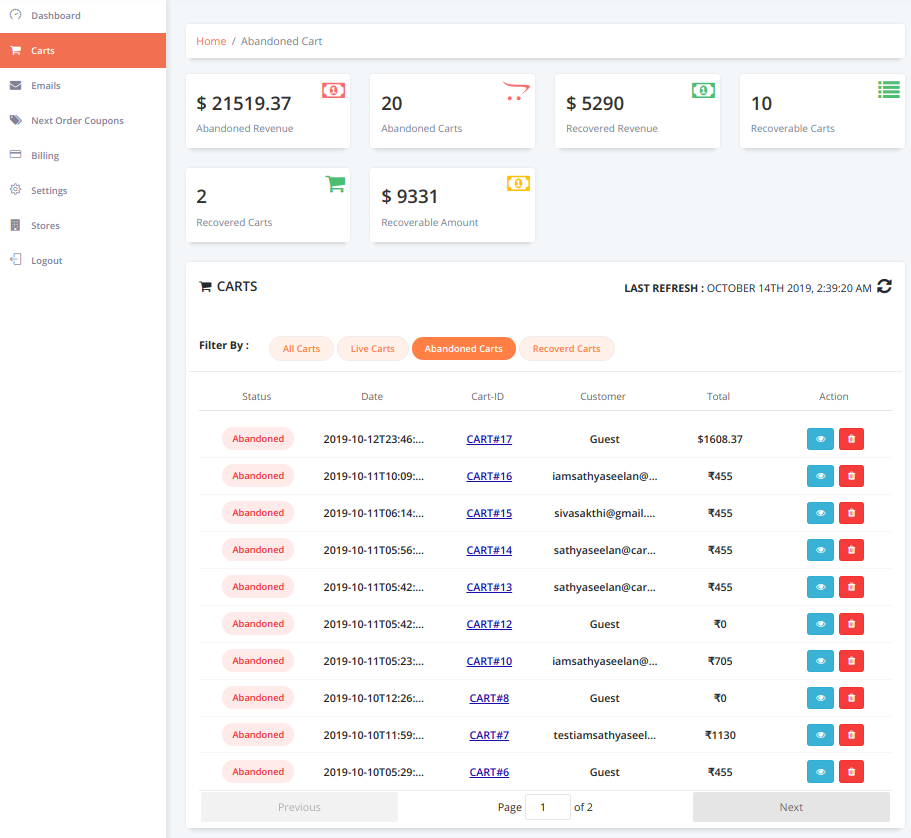 Dashboard
Carts
Emails
Next Order Coupons
Billing
Settings
Stores
Logout
Home / Abandoned Cart
$ 21519.37
Abandoned Revenue
20
Abandoned Carts
$ 5290
Recovered Revenue
10
Recoverable Carts
2
Recovered Carts
$ 9331
Recoverable Amount
CARTS
LAST REFRESH : OCTOBER 14TH 2019, 2:39:20 AM
Filter By : All Carts Live Carts Abandoned Carts Recoverd Carts
Status Date Cart-ID Customer Total Action
Abandoned 2019-10-12T23:46:... CART#17 Guest $1608.37
Abandoned 2019-10-11T10:09:... CART#16 iamsathyaseelan@... ₹455
Abandoned 2019-10-11T06:14:... CART#15 sivasakthi@gmail.... ₹455
Abandoned 2019-10-11T05:56:... CART#14 sathyaseelan@car... ₹455
Abandoned 2019-10-11T05:42:... CART#13 sathyaseelan@car... ₹455
Abandoned 2019-10-11T05:42:... CART#12 Guest ₹0
Abandoned 2019-10-11T05:23:... CART#10 iamsathyaseelan@... ₹705
Abandoned 2019-10-10T12:26:... CART#8 Guest ₹0
Abandoned 2019-10-10T11:59:... CART#7 testiamsathyaseel... ₹1130
Abandoned 2019-10-10T05:29:... CART#6 Guest ₹455
Previous Page 1 of 2 Next